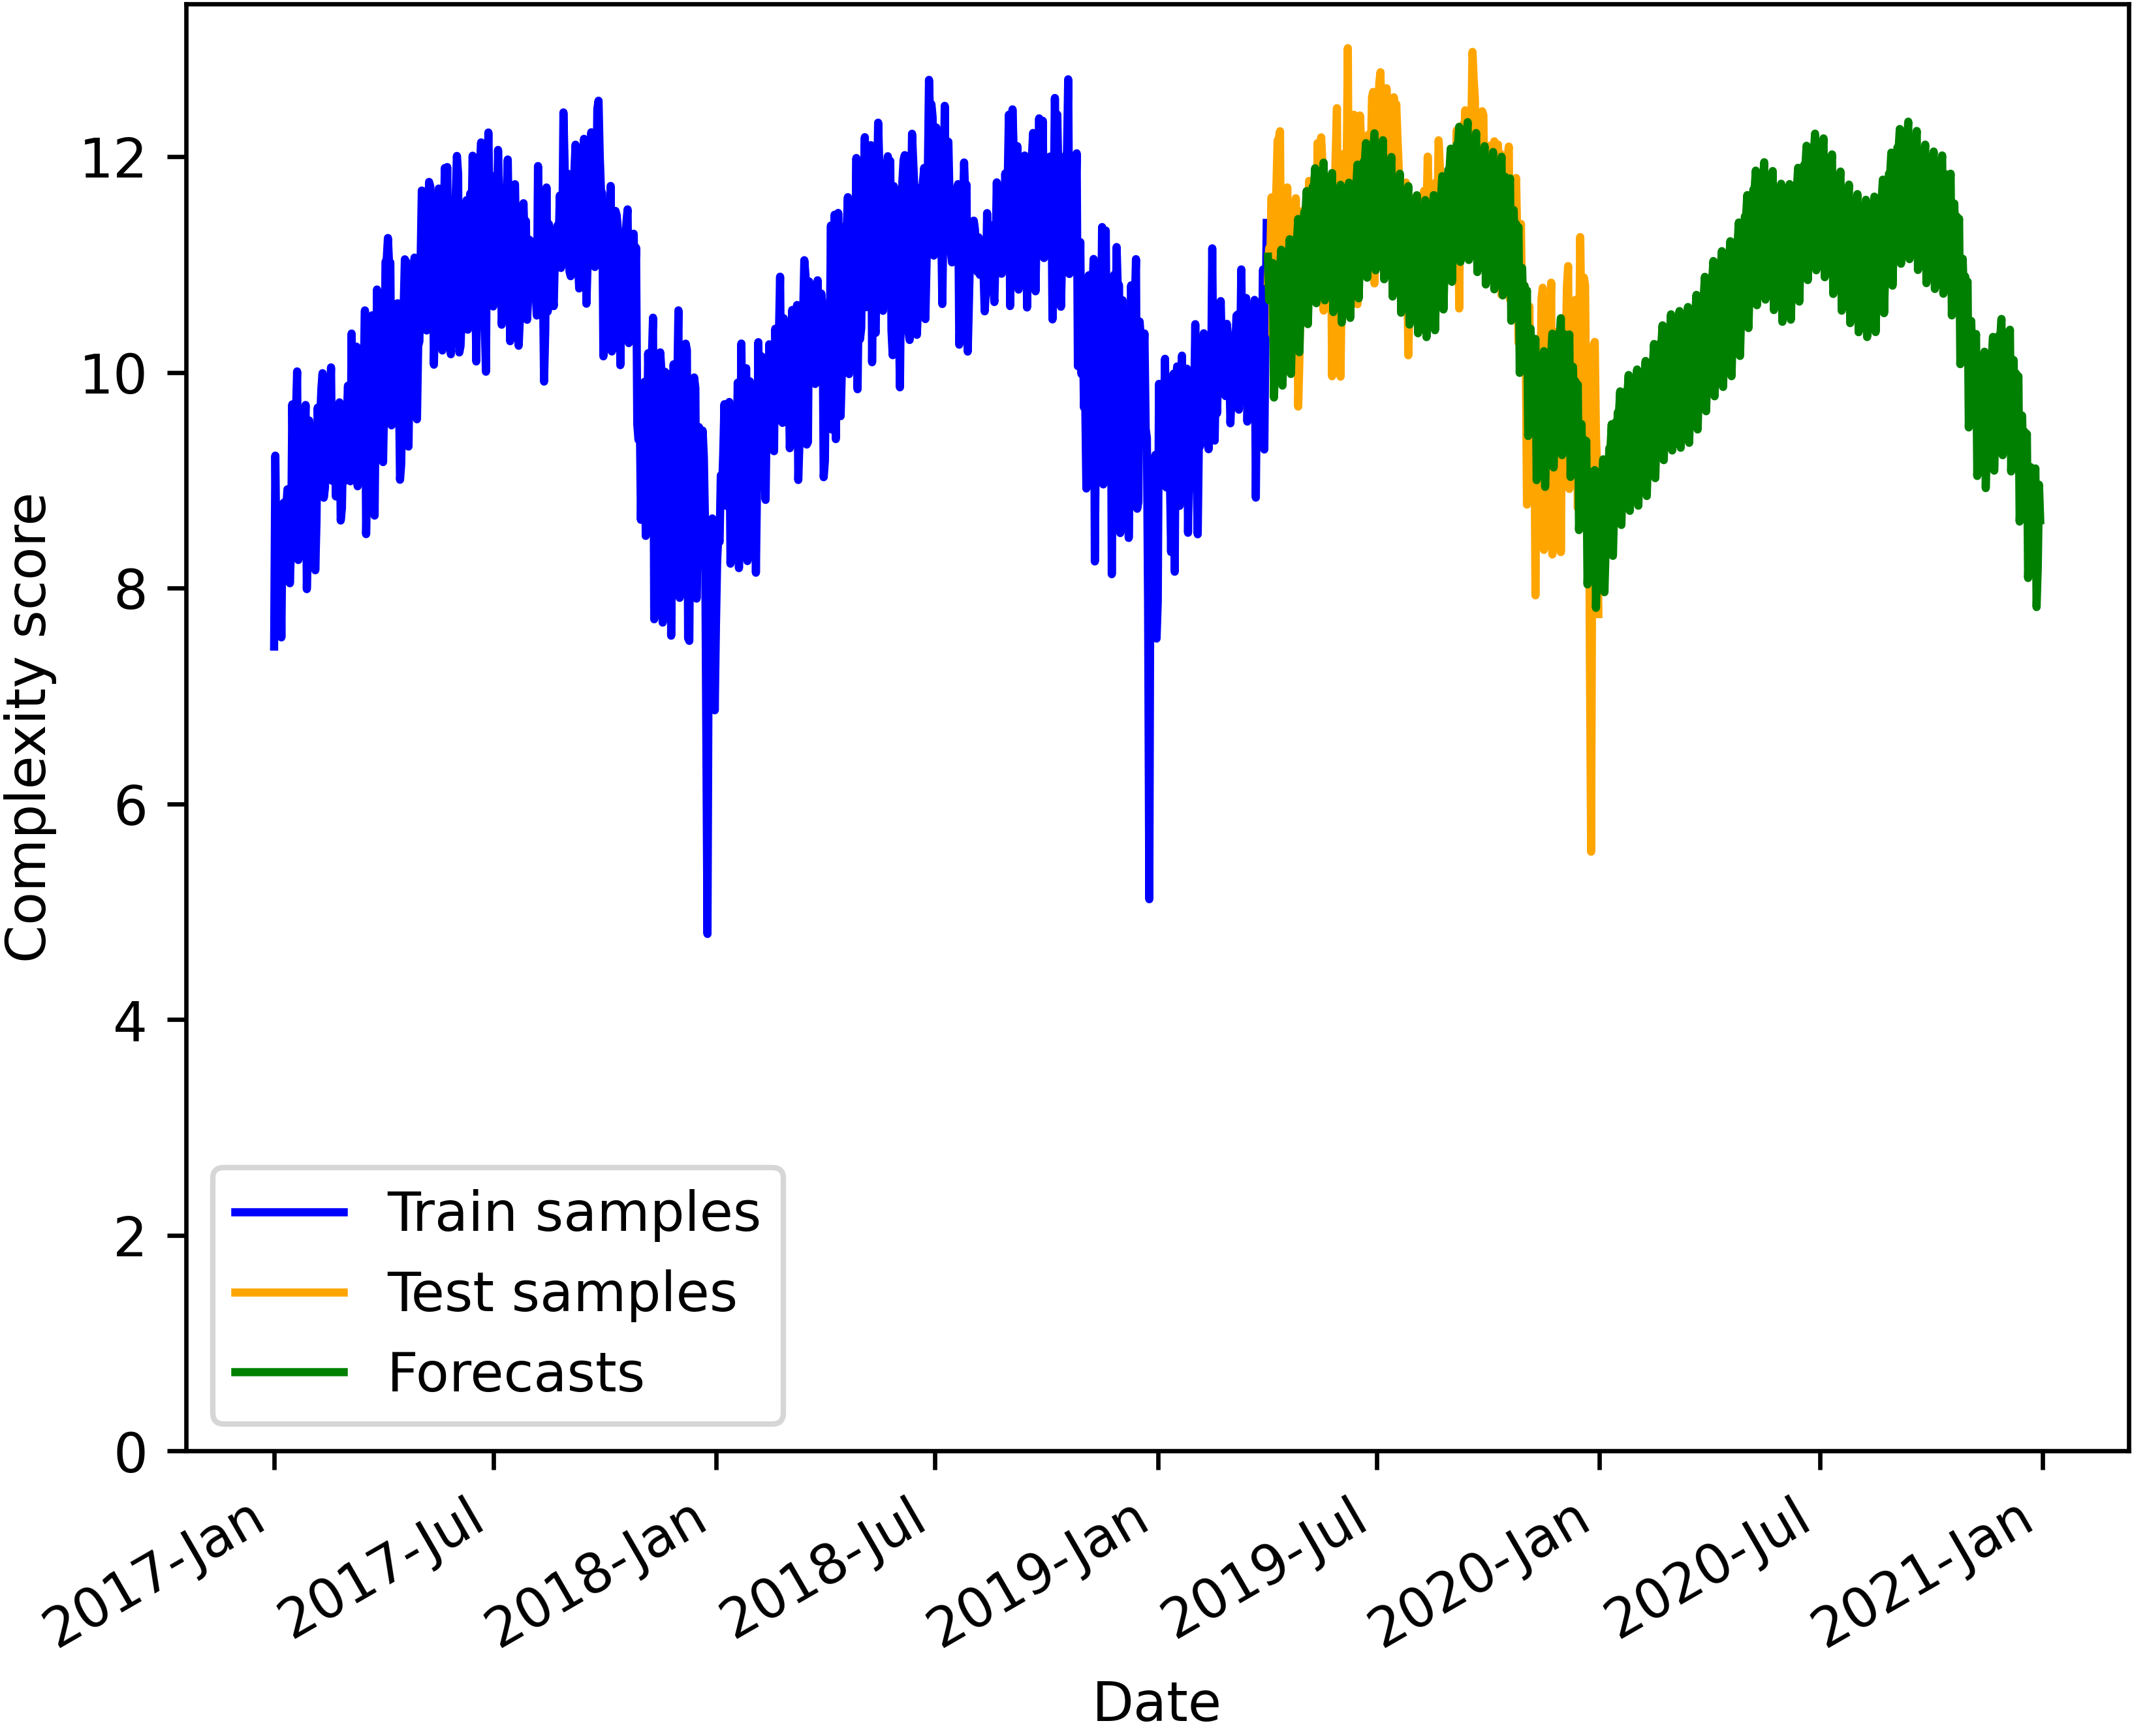 Complexity score
12
10
8
6
4
2
0
Train samples
Test samples
Forecasts
2017-Jan
2017-Jul
2018-Jan
2018-Jul
2019-Jan
2019-Jul
2020-Jan
2020-Jul
2021-Jan
Date